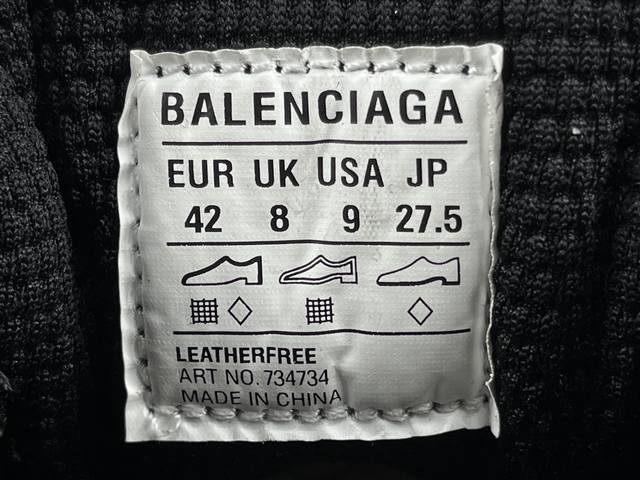 BALENCIAGA
EUR UK USA JP
42 8 9 27.5
LEATHERFREE
ART NO. 734734
MADE IN CHINA